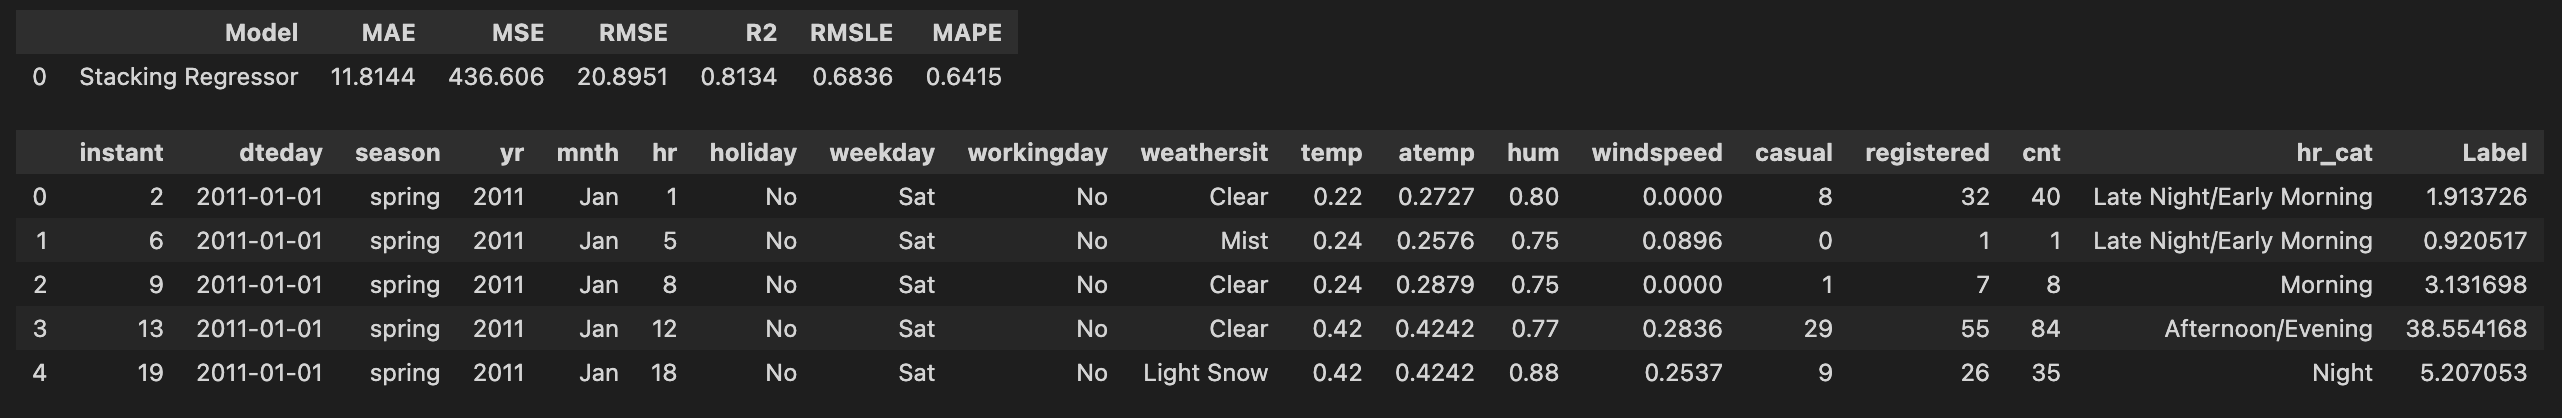 Model MAE MSE RMSE R2 RMSLE MAPE
0 Stacking Regressor 11.8144 436.606 20.8951 0.8134 0.6836 0.6415
instant dteday season yr mnth hr holiday weekday workingday weathersit temp atemp hum windspeed casual registered cnt hr_cat Label
0 2 2011-01-01 spring 2011 Jan 1 No Sat No Clear 0.22 0.2727 0.80 0.0000 8 32 40 Late Night/Early Morning 1.913726
1 6 2011-01-01 spring 2011 Jan 5 No Sat No Mist 0.24 0.2576 0.75 0.0896 0 1 1 Late Night/Early Morning 0.920517
2 9 2011-01-01 spring 2011 Jan 8 No Sat No Clear 0.24 0.2879 0.75 0.0000 1 7 8 Morning 3.131698
3 13 2011-01-01 spring 2011 Jan 12 No Sat No Clear 0.42 0.4242 0.77 0.2836 29 55 84 Afternoon/Evening 38.554168
4 19 2011-01-01 spring 2011 Jan 18 No Sat No Light Snow 0.42 0.4242 0.88 0.2537 9 26 35 Night 5.207053